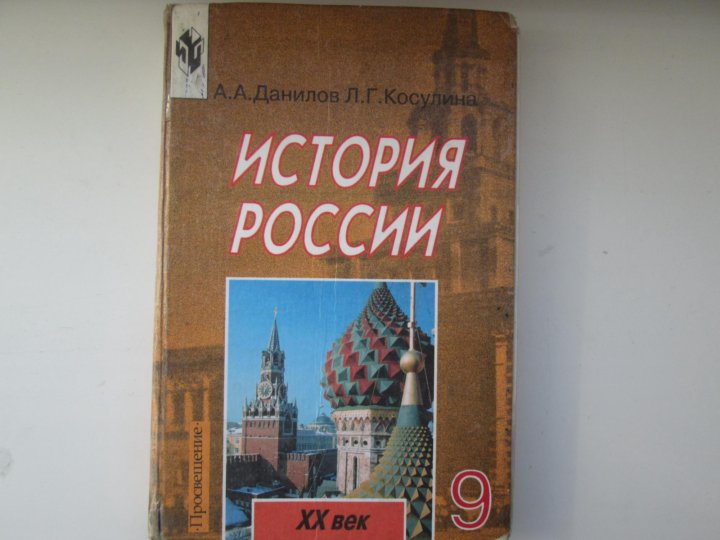 А.А.Данилов Л.Г.Косулина
ИСТОРИЯ
РОССИИ
·Просвещение·
XX век
9